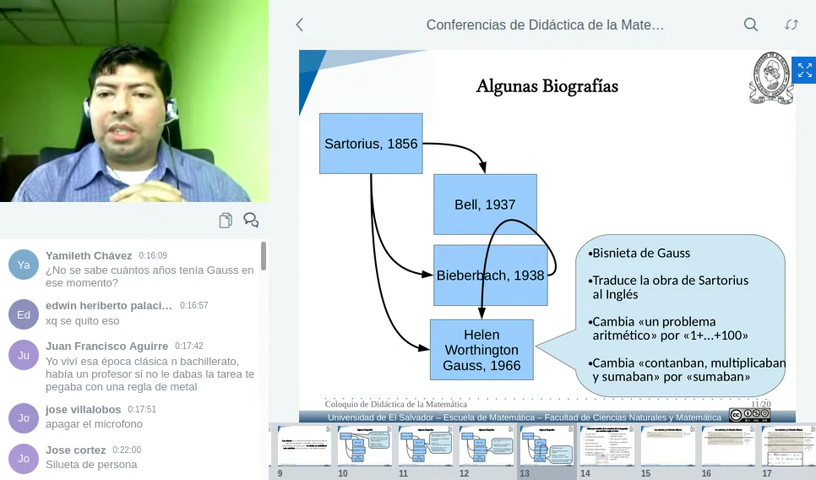 Conferencias de Didáctica de la Mate…
Algunas Biografías
Sartorius, 1856
Bell, 1937
Bieberbach, 1938
Helen
Worthington
Gauss, 1966
•Bisnieta de Gauss
•Traduce la obra de Sartorius
al Inglés
•Cambia «un problema
aritmético» por «1+...+100»
•Cambia «contanban, multiplicaban
y sumaban» por «sumaban»
Coloquio de Didáctica de la Matemática
11/20
Universidad de El Salvador – Escuela de Matemática – Facultad de Ciencias Naturales y Matemática
Ya
Yamileth Chávez 0:16:09
¿No se sabe cuántos años tenía Gauss en
ese momento?
Ed
edwin heriberto palaci… 0:16:57
xq se quito eso
Ju
Juan Francisco Aguirre 0:17:42
Yo viví esa época clásica n bachillerato,
había un profesor si no le dabas la tarea te
pegaba con una regla de metal
Jo
jose villalobos 0:17:51
apagar el microfono
Jo
Jose cortez 0:22:00
Silueta de persona
9
10
11
12
13
14
15
16
17